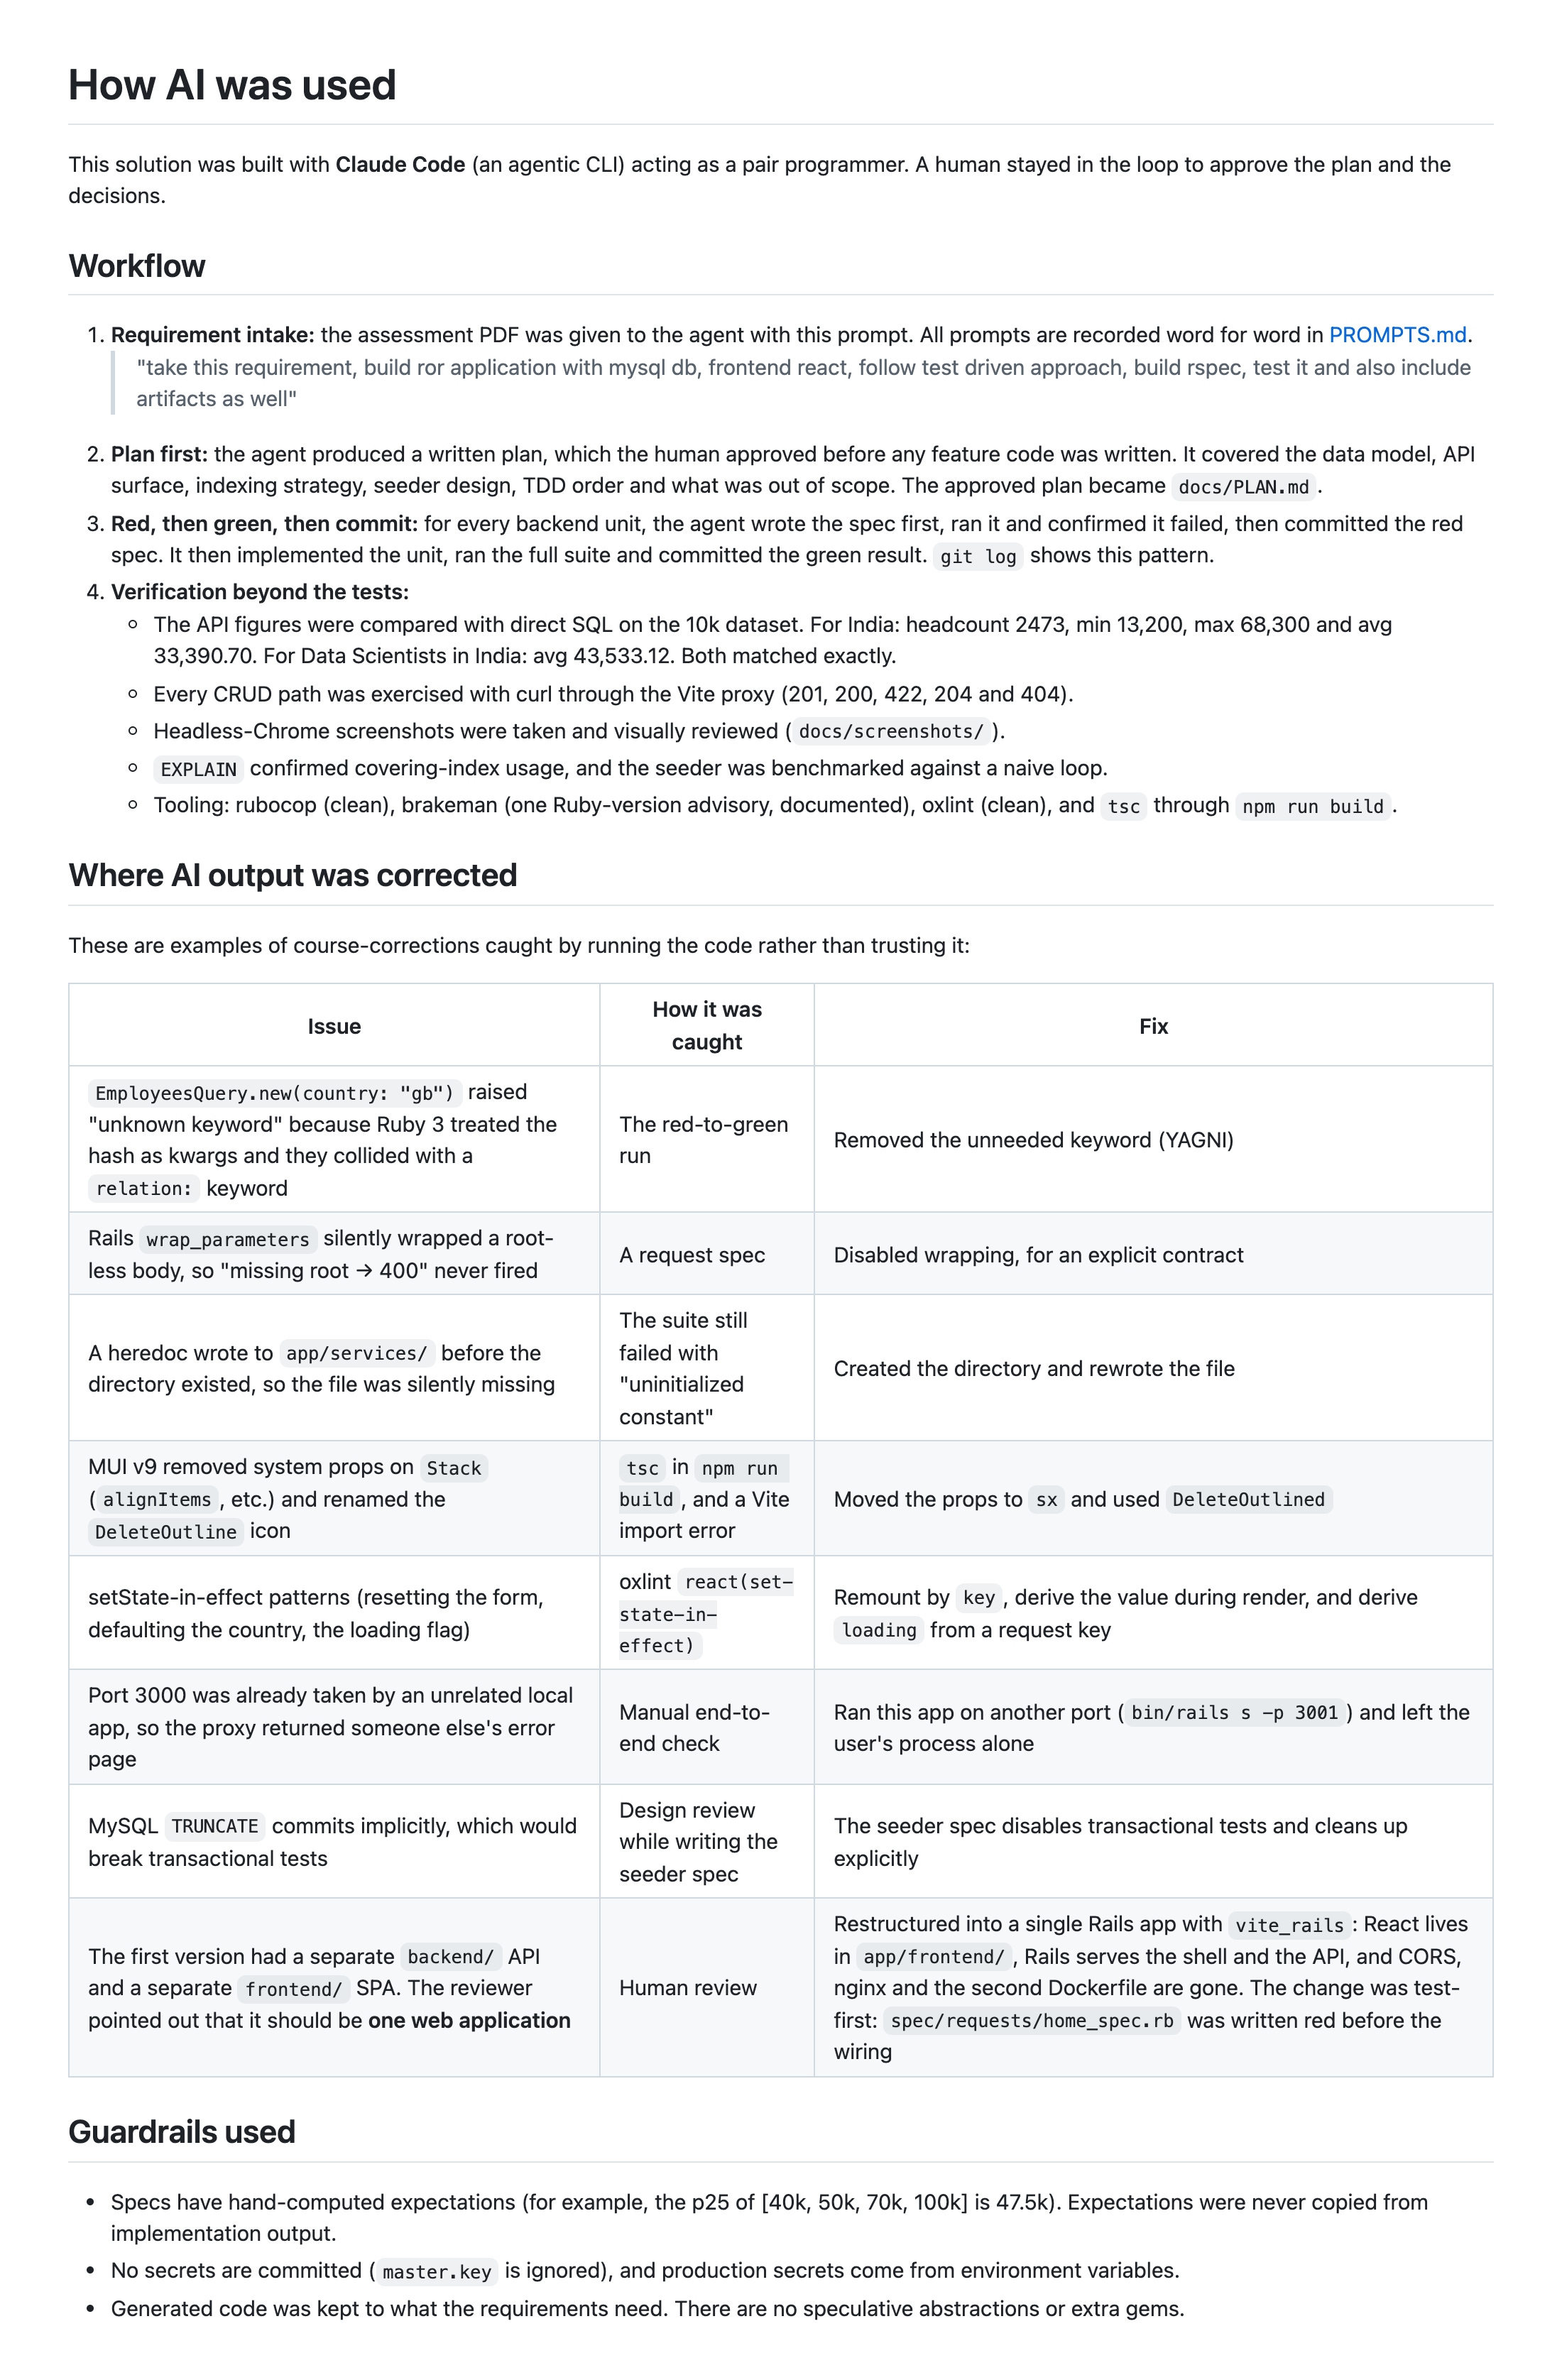 How AI was used
This solution was built with Claude Code (an agentic CLI) acting as a pair programmer. A human stayed in the loop to approve the plan and the
decisions.
Workflow
1. Requirement intake: the assessment PDF was given to the agent with this prompt. All prompts are recorded word for word in PROMPTS.md.
"take this requirement, build ror application with mysql db, frontend react, follow test driven approach, build rspec, test it and also include
artifacts as well"
2. Plan first: the agent produced a written plan, which the human approved before any feature code was written. It covered the data model, API
surface, indexing strategy, seeder design, TDD order and what was out of scope. The approved plan became docs/PLAN.md.
3. Red, then green, then commit: for every backend unit, the agent wrote the spec first, ran it and confirmed it failed, then committed the red
spec. It then implemented the unit, ran the full suite and committed the green result. git log shows this pattern.
4. Verification beyond the tests:
The API figures were compared with direct SQL on the 10k dataset. For India: headcount 2473, min 13,200, max 68,300 and avg
33,390.70. For Data Scientists in India: avg 43,533.12. Both matched exactly.
Every CRUD path was exercised with curl through the Vite proxy (201, 200, 422, 204 and 404).
Headless-Chrome screenshots were taken and visually reviewed (docs/screenshots/).
EXPLAIN confirmed covering-index usage, and the seeder was benchmarked against a naive loop.
Tooling: rubocop (clean), brakeman (one Ruby-version advisory, documented), oxlint (clean), and tsc through npm run build.
Where AI output was corrected
These are examples of course-corrections caught by running the code rather than trusting it:
Issue
How it was
caught
Fix
EmployeesQuery.new(country: "gb") raised
"unknown keyword" because Ruby 3 treated the
hash as kwargs and they collided with a
relation: keyword
The red-to-green
run
Removed the unneeded keyword (YAGNI)
Rails wrap_parameters silently wrapped a root-
less body, so "missing root → 400" never fired
A request spec
Disabled wrapping, for an explicit contract
A heredoc wrote to app/services/ before the
directory existed, so the file was silently missing
The suite still
failed with
"uninitialized
constant"
Created the directory and rewrote the file
MUI v9 removed system props on Stack
(alignItems, etc.) and renamed the
DeleteOutline icon
tsc in npm run
build, and a Vite
import error
Moved the props to sx and used DeleteOutlined
setState-in-effect patterns (resetting the form,
defaulting the country, the loading flag)
oxlint react(set-
state-in-
effect)
Remount by key, derive the value during render, and derive
loading from a request key
Port 3000 was already taken by an unrelated local
app, so the proxy returned someone else's error
page
Manual end-to-
end check
Ran this app on another port (bin/rails s -p 3001) and left the
user's process alone
MySQL TRUNCATE commits implicitly, which would
break transactional tests
Design review
while writing the
seeder spec
The seeder spec disables transactional tests and cleans up
explicitly
The first version had a separate backend/ API
and a separate frontend/ SPA. The reviewer
pointed out that it should be one web application
Human review
Restructured into a single Rails app with vite_rails: React lives
in app/frontend/, Rails serves the shell and the API, and CORS,
nginx and the second Dockerfile are gone. The change was test-
first: spec/requests/home_spec.rb was written red before the
wiring
Guardrails used
Specs have hand-computed expectations (for example, the p25 of [40k, 50k, 70k, 100k] is 47.5k). Expectations were never copied from
implementation output.
No secrets are committed (master.key is ignored), and production secrets come from environment variables.
Generated code was kept to what the requirements need. There are no speculative abstractions or extra gems.